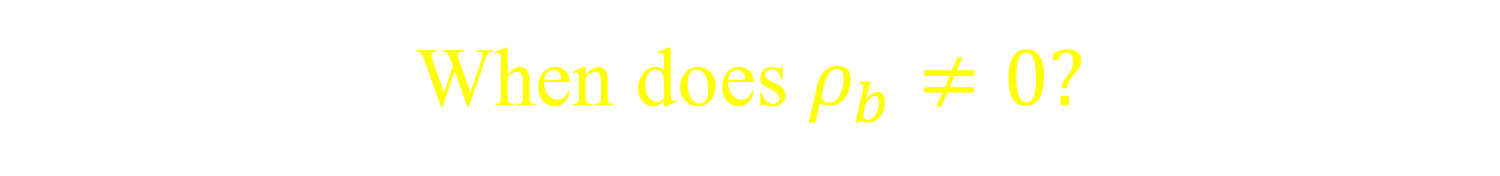 When does ρ_b ≠ 0?